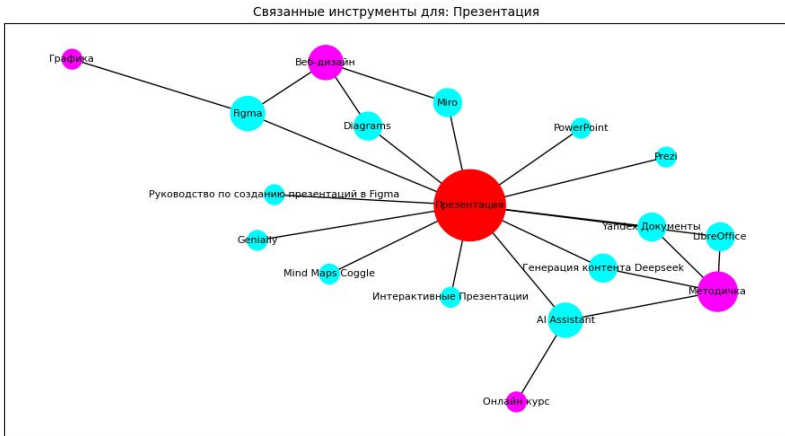 Связанные инструменты для: Презентация
Графика
Веб-дизайн
Miro
Figma
Diagrams
PowerPoint
Prezi
Руководство по созданию презентаций в Figma
Презентация
Yandex Документы
LibreOffice
Genially
Mind Maps Coggle
Генерация контента Deepseek
Методичка
Интерактивные Презентации
AI Assistant
Онлайн курс